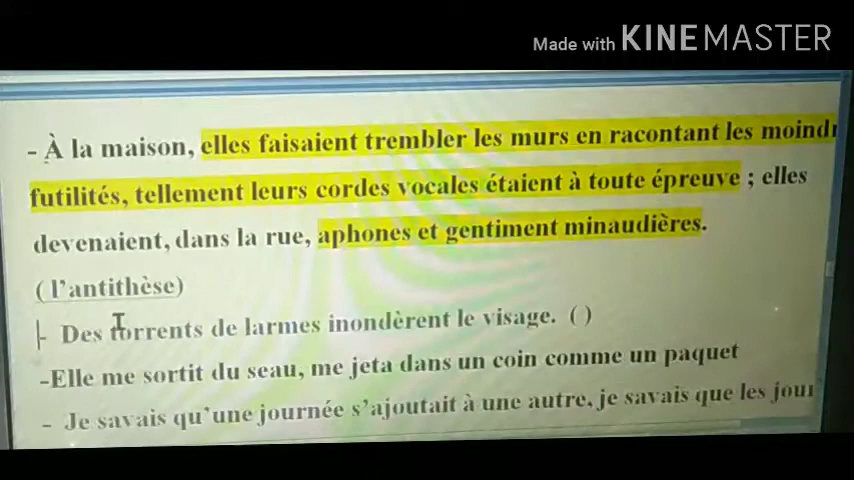 Made with KINEMASTER
- À la maison, elles faisaient trembler les murs en racontant les moindr
futilités, tellement leurs cordes vocales étaient à toute épreuve ; elles
devenaient, dans la rue, aphones et gentiment minaudières.
( l'antithèse)
- Des torrents de larmes inondèrent le visage. ( )
-Elle me sortit du seau, me jeta dans un coin comme un paquet
- Je savais qu'une journée s'ajoutait à une autre, je savais que les jour